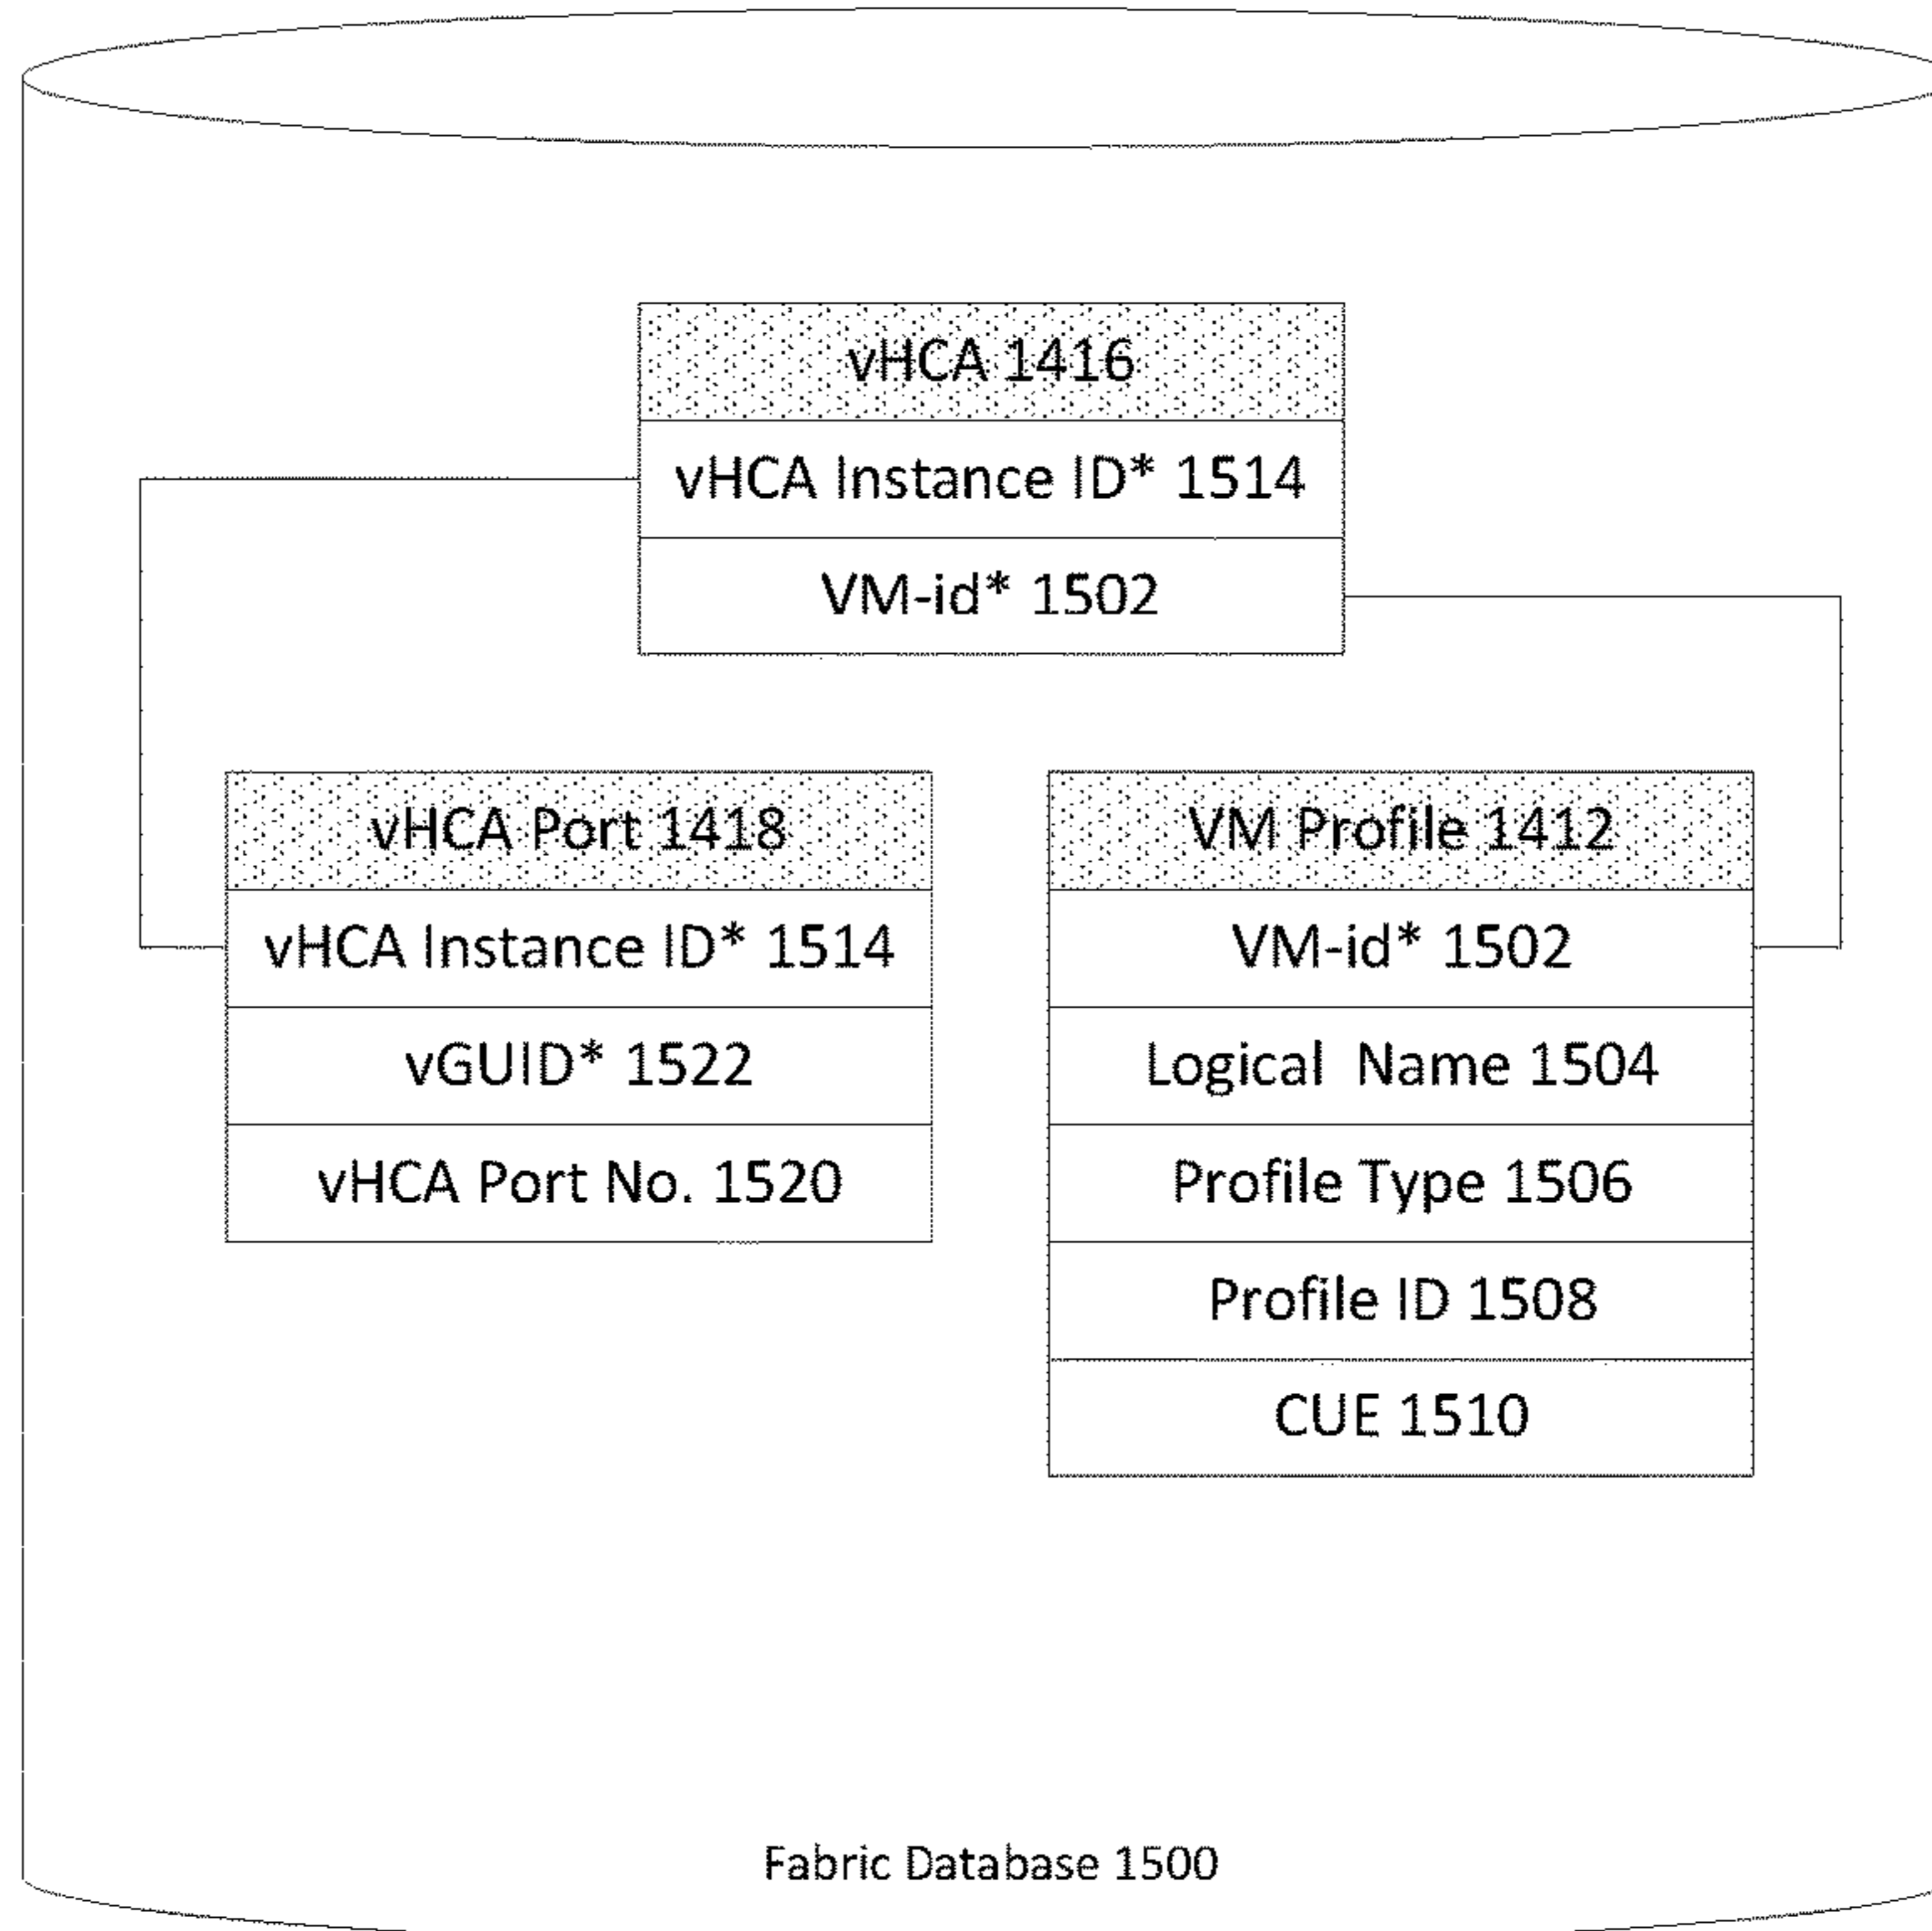 vHCA 1416
vHCA Instance ID* 1514
VM-id* 1502
vHCA Port 1418
vHCA Instance ID* 1514
vGUID* 1522
vHCA Port No. 1520
VM Profile 1412
VM-id* 1502
Logical Name 1504
Profile Type 1506
Profile ID 1508
CUE 1510
Fabric Database 1500